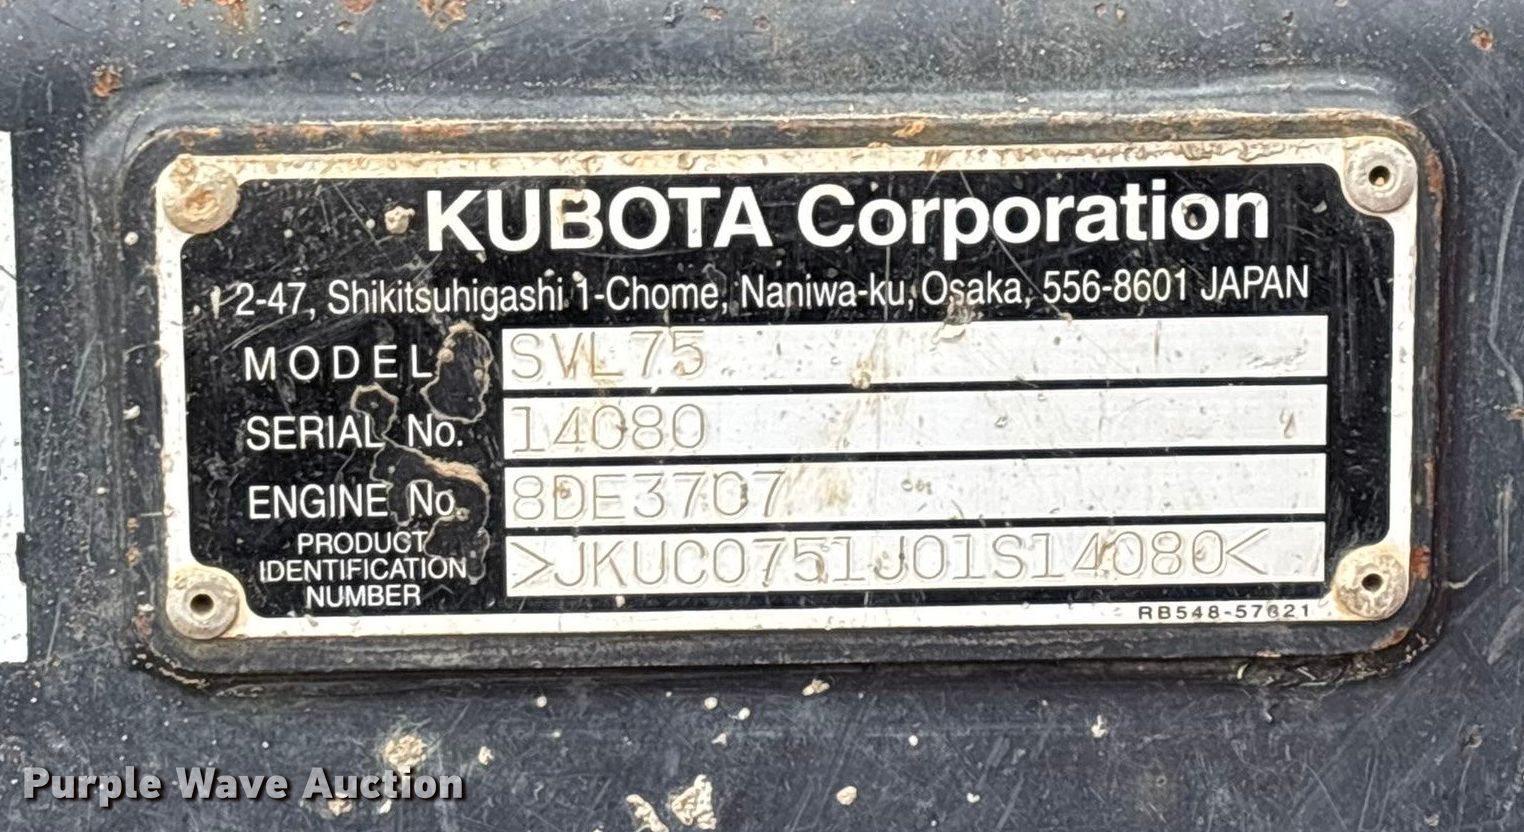 KUBOTA Corporation
2-47, Shikitsuhigashi 1-Chome, Naniwa-ku, Osaka, 556-8601 JAPAN
MODEL SVL75
SERIAL No. 14080
ENGINE No. 8DE3707
PRODUCT IDENTIFICATION NUMBER >JKUC0751J01S14080<
RB548-57621
Purple Wave Auction